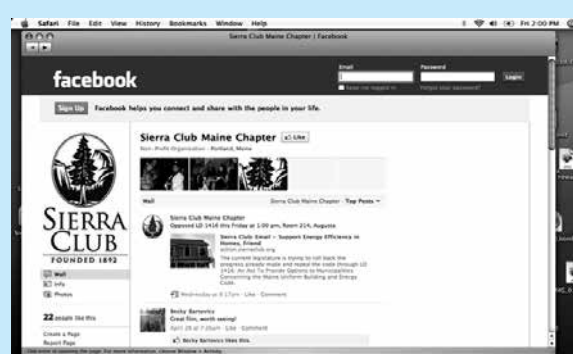 Safari File Edit View History Bookmarks Window Help
Fri 2:00 PM
Sierra Club Maine Chapter | Facebook
facebook
Email
Password
Keep me logged in
Forgot your password?
Login
Sign Up
Facebook helps you connect and share with the people in your life.
Sierra Club Maine Chapter
Like
Non-Profit Organization · Portland, Maine
SIERRA
CLUB
FOUNDED 1892
Wall
Info
Photos
22 people like this
Create a Page
Report Page
Wall
Sierra Club Maine Chapter · Top Posts
Sierra Club Maine Chapter
Opposed LD 1416 this Friday at 1:00 pm, Room 214, Augusta.
Sierra Club Email - Support Energy Efficiency in
Homes, Friend
action.sierraclub.org
The current legislature is trying to roll back the
progress already made and repeal the code through LD
1416: An Act To Provide Options to Municipalities
Concerning the Maine Uniform Building and Energy
Code.
Wednesday at 6:17pm · Like · Comment
Becky Bartovics
Great film, worth seeing!
April 28 at 7:26am · Like · Comment
Becky Bartovics likes this.